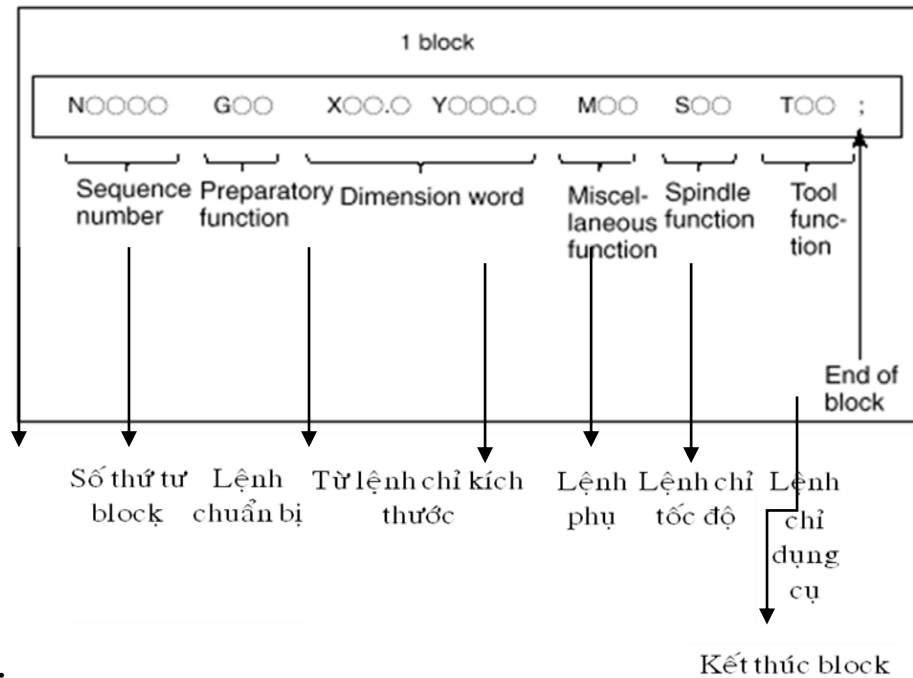 1 block
N○○○○ G○○ X○○.○ Y○○○.○ M○○ S○○ T○○ ;
Sequence number
Preparatory function
Dimension word
Miscel-
laneous
function
Spindle
function
Tool
func-
tion
End of
block
Số thứ tư
block
Lệnh
chuẩn bị
Từ lệnh chỉ kích
thước
Lệnh
phụ
Lệnh chỉ
tốc độ
Lệnh
chỉ
dụng
cụ
Kết thúc block
.